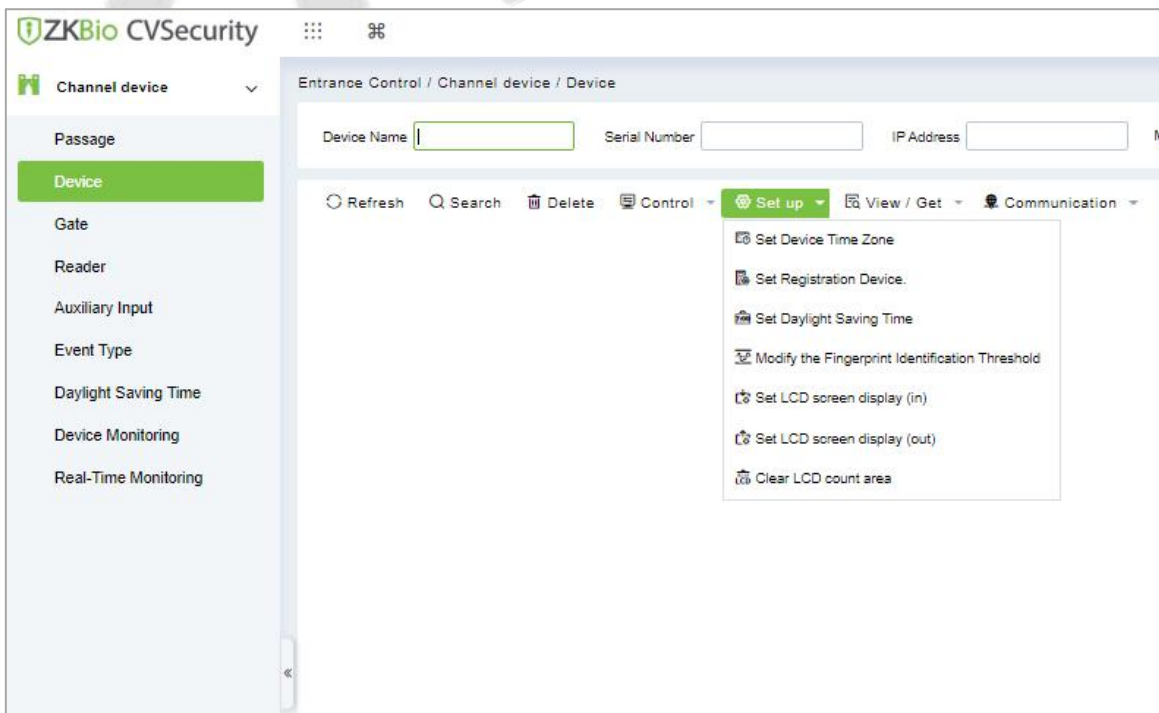 ZKBio CVSecurity
Channel device
Passage
Device
Gate
Reader
Auxiliary Input
Event Type
Daylight Saving Time
Device Monitoring
Real-Time Monitoring
Entrance Control / Channel device / Device
Device Name Serial Number IP Address
Refresh Search Delete Control Set up View / Get Communication
Set Device Time Zone
Set Registration Device.
Set Daylight Saving Time
Modify the Fingerprint Identification Threshold
Set LCD screen display (in)
Set LCD screen display (out)
Clear LCD count area